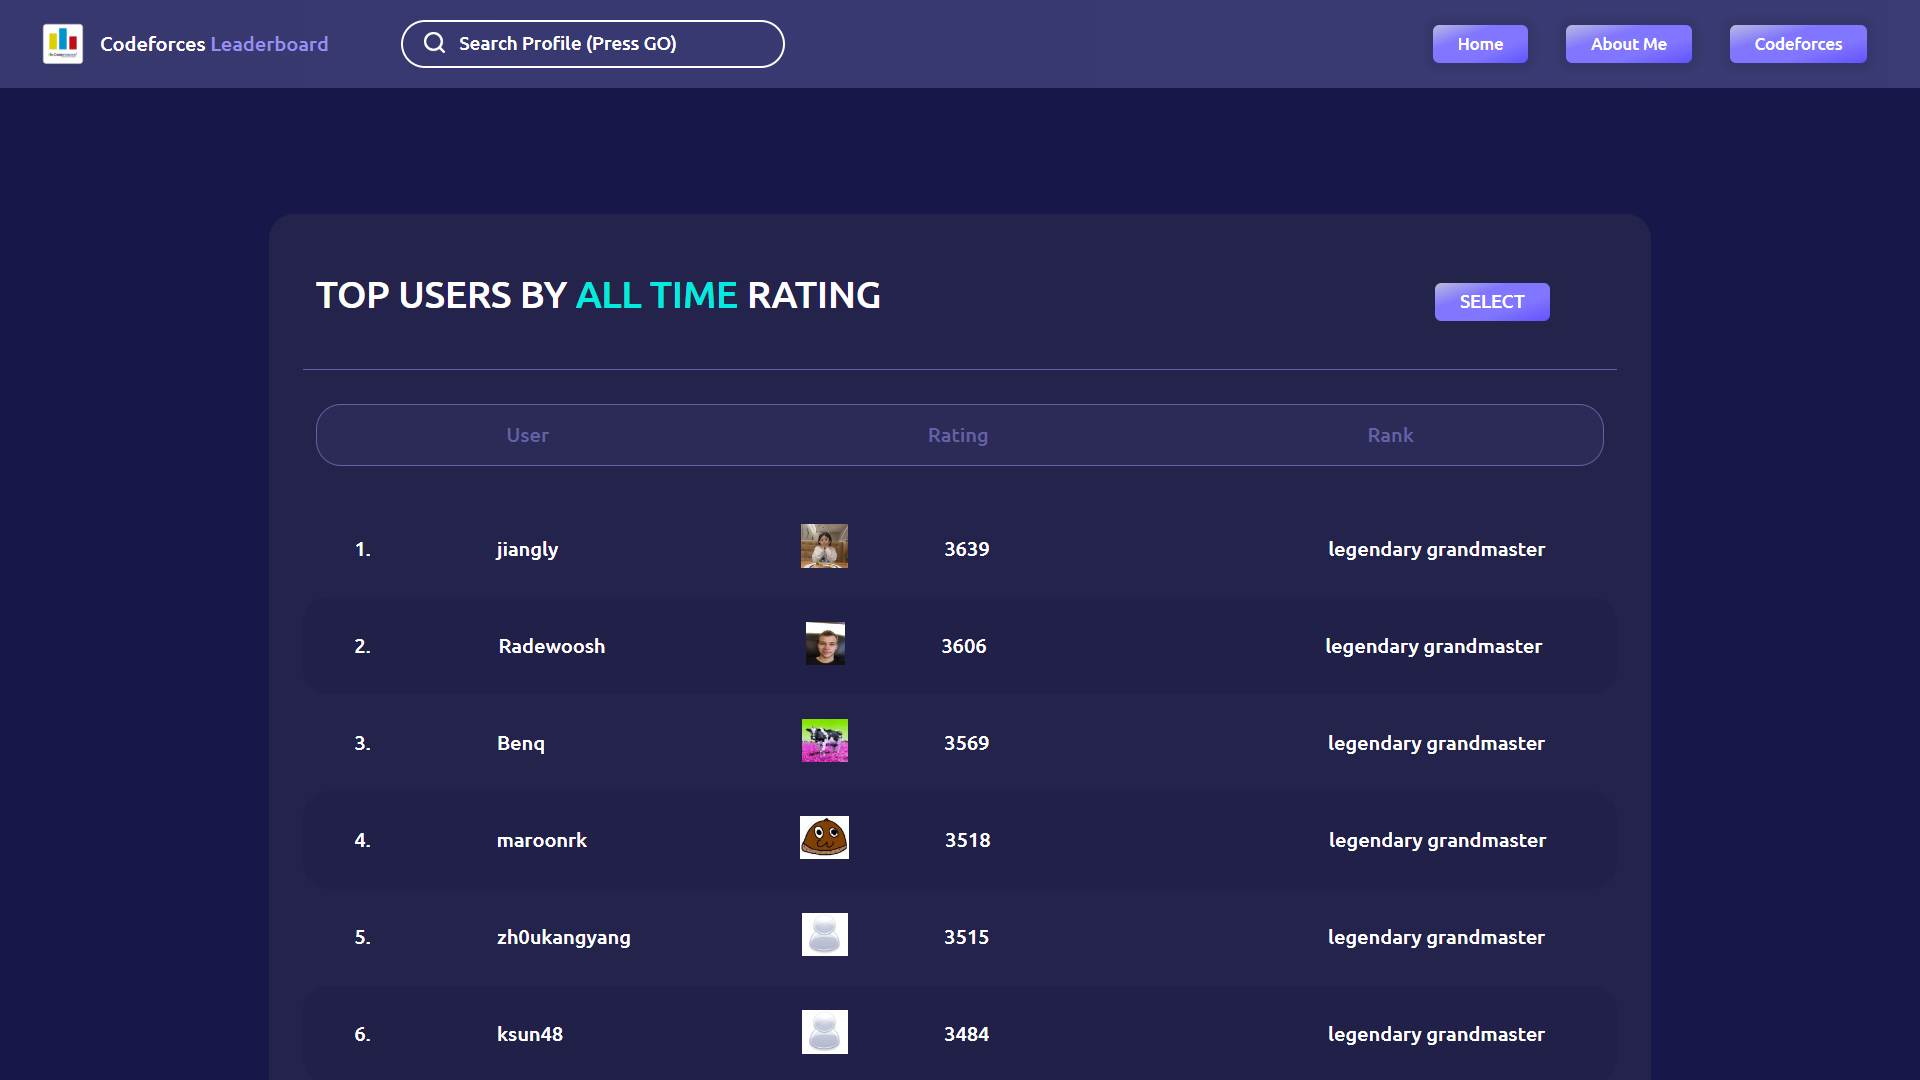 Codeforces Leaderboard
Search Profile (Press GO)
Home
About Me
Codeforces
TOP USERS BY ALL TIME RATING
SELECT
User Rating Rank
1. jiangly 3639 legendary grandmaster
2. Radewoosh 3606 legendary grandmaster
3. Benq 3569 legendary grandmaster
4. maroonrk 3518 legendary grandmaster
5. zh0ukangyang 3515 legendary grandmaster
6. ksun48 3484 legendary grandmaster